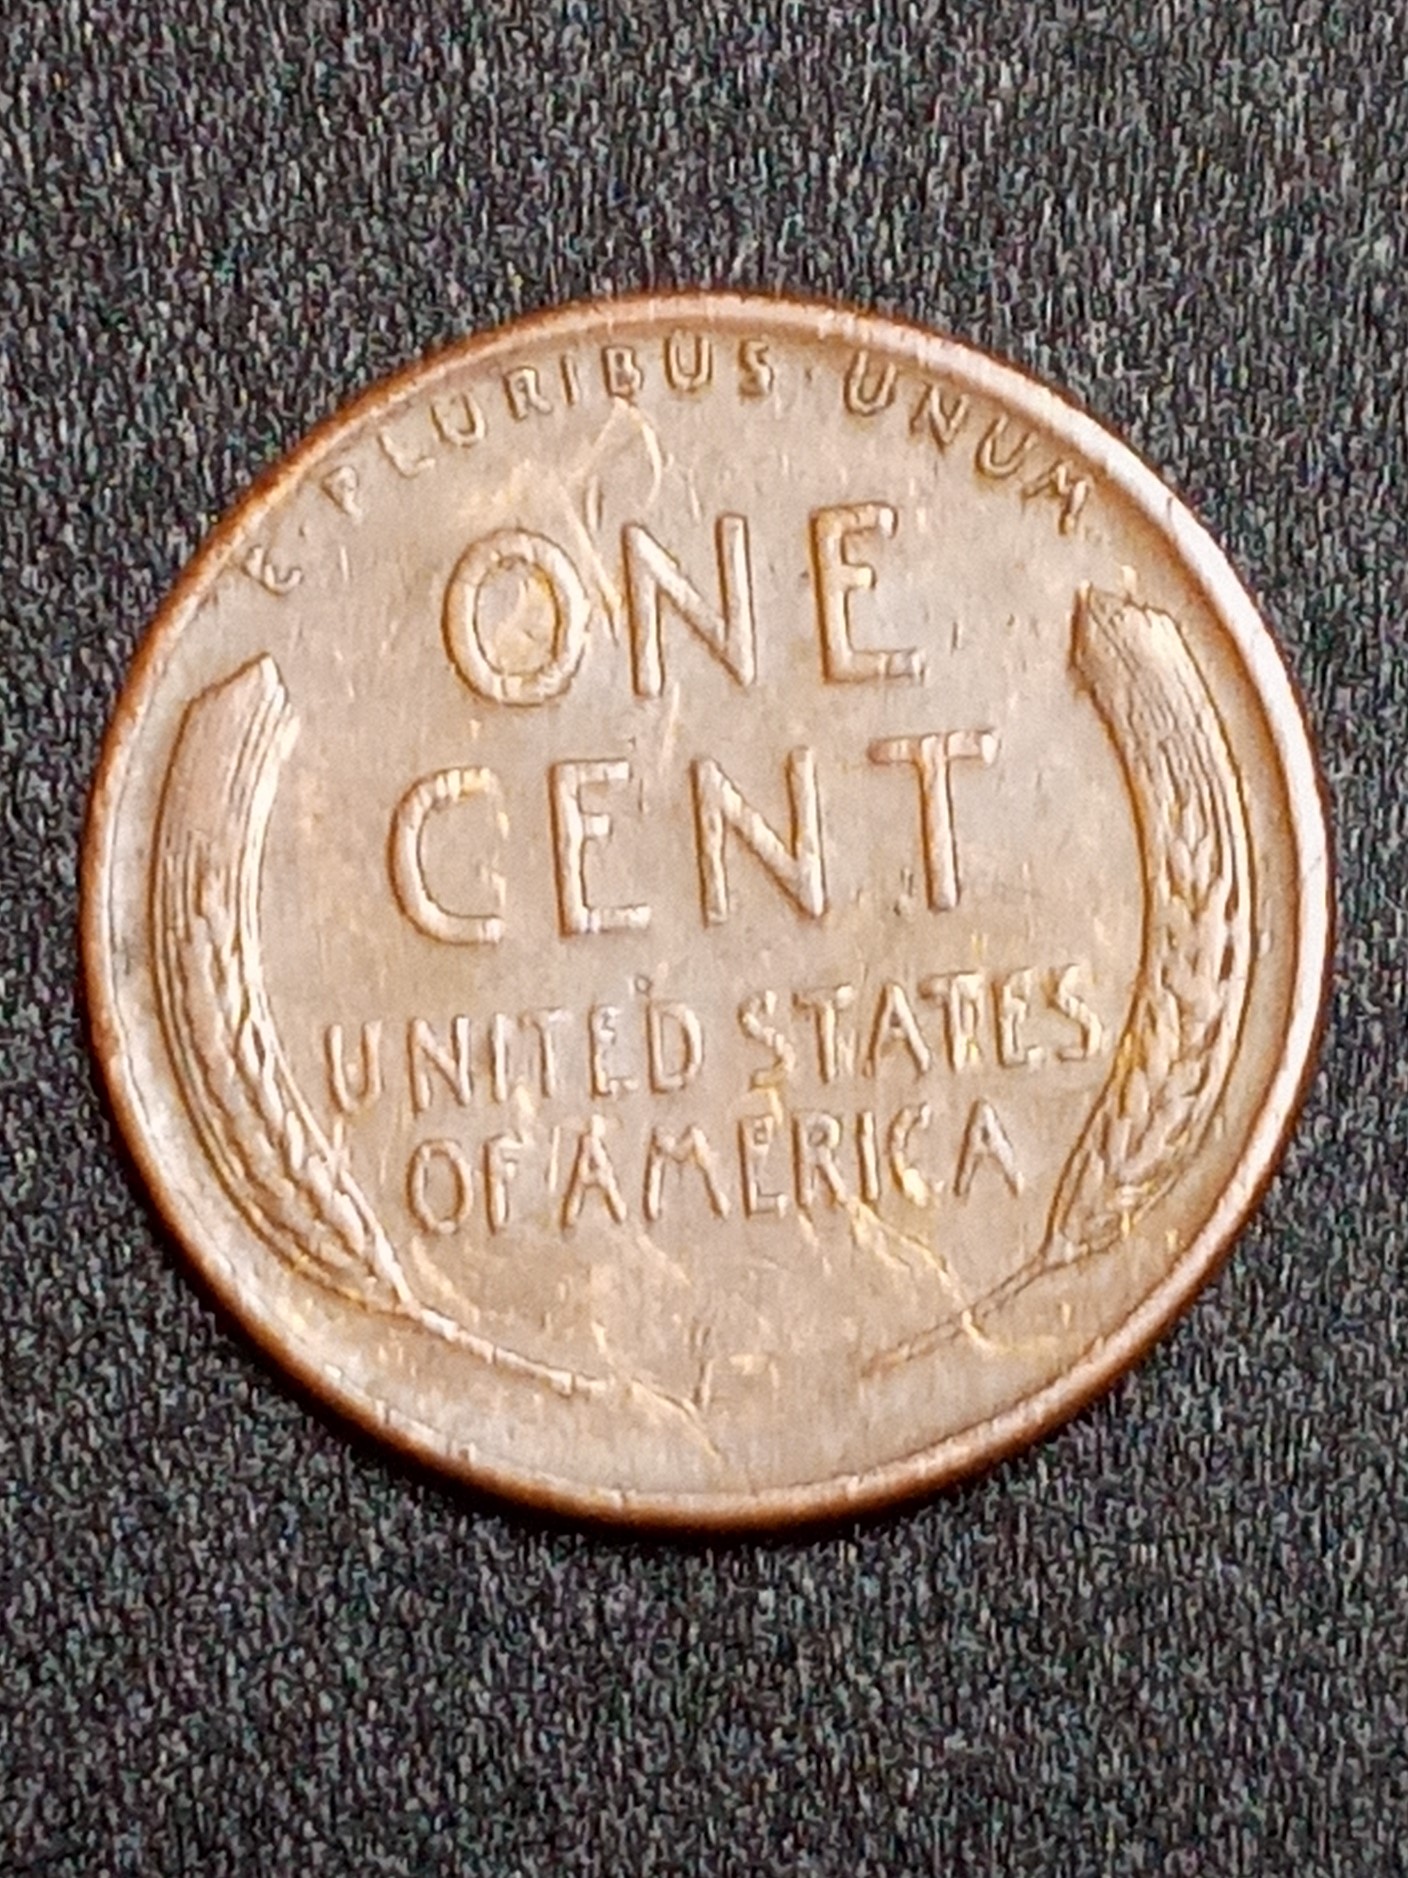 E·PLURIBUS·UNUM
ONE
CENT
UNITED STATES
OF AMERICA